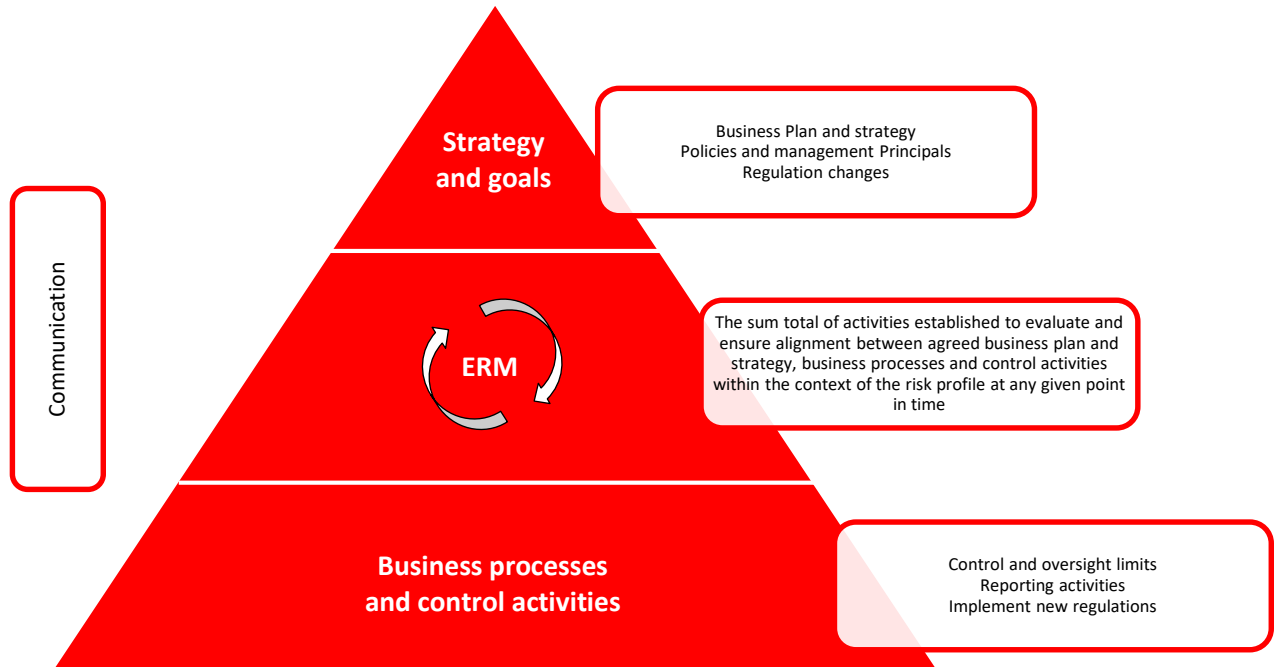 Strategy
and goals
Business Plan and strategy
Policies and management Principals
Regulation changes
Communication
ERM
The sum total of activities established to evaluate and
ensure alignment between agreed business plan and
strategy, business processes and control activities
within the context of the risk profile at any given point
in time
Business processes
and control activities
Control and oversight limits
Reporting activities
Implement new regulations